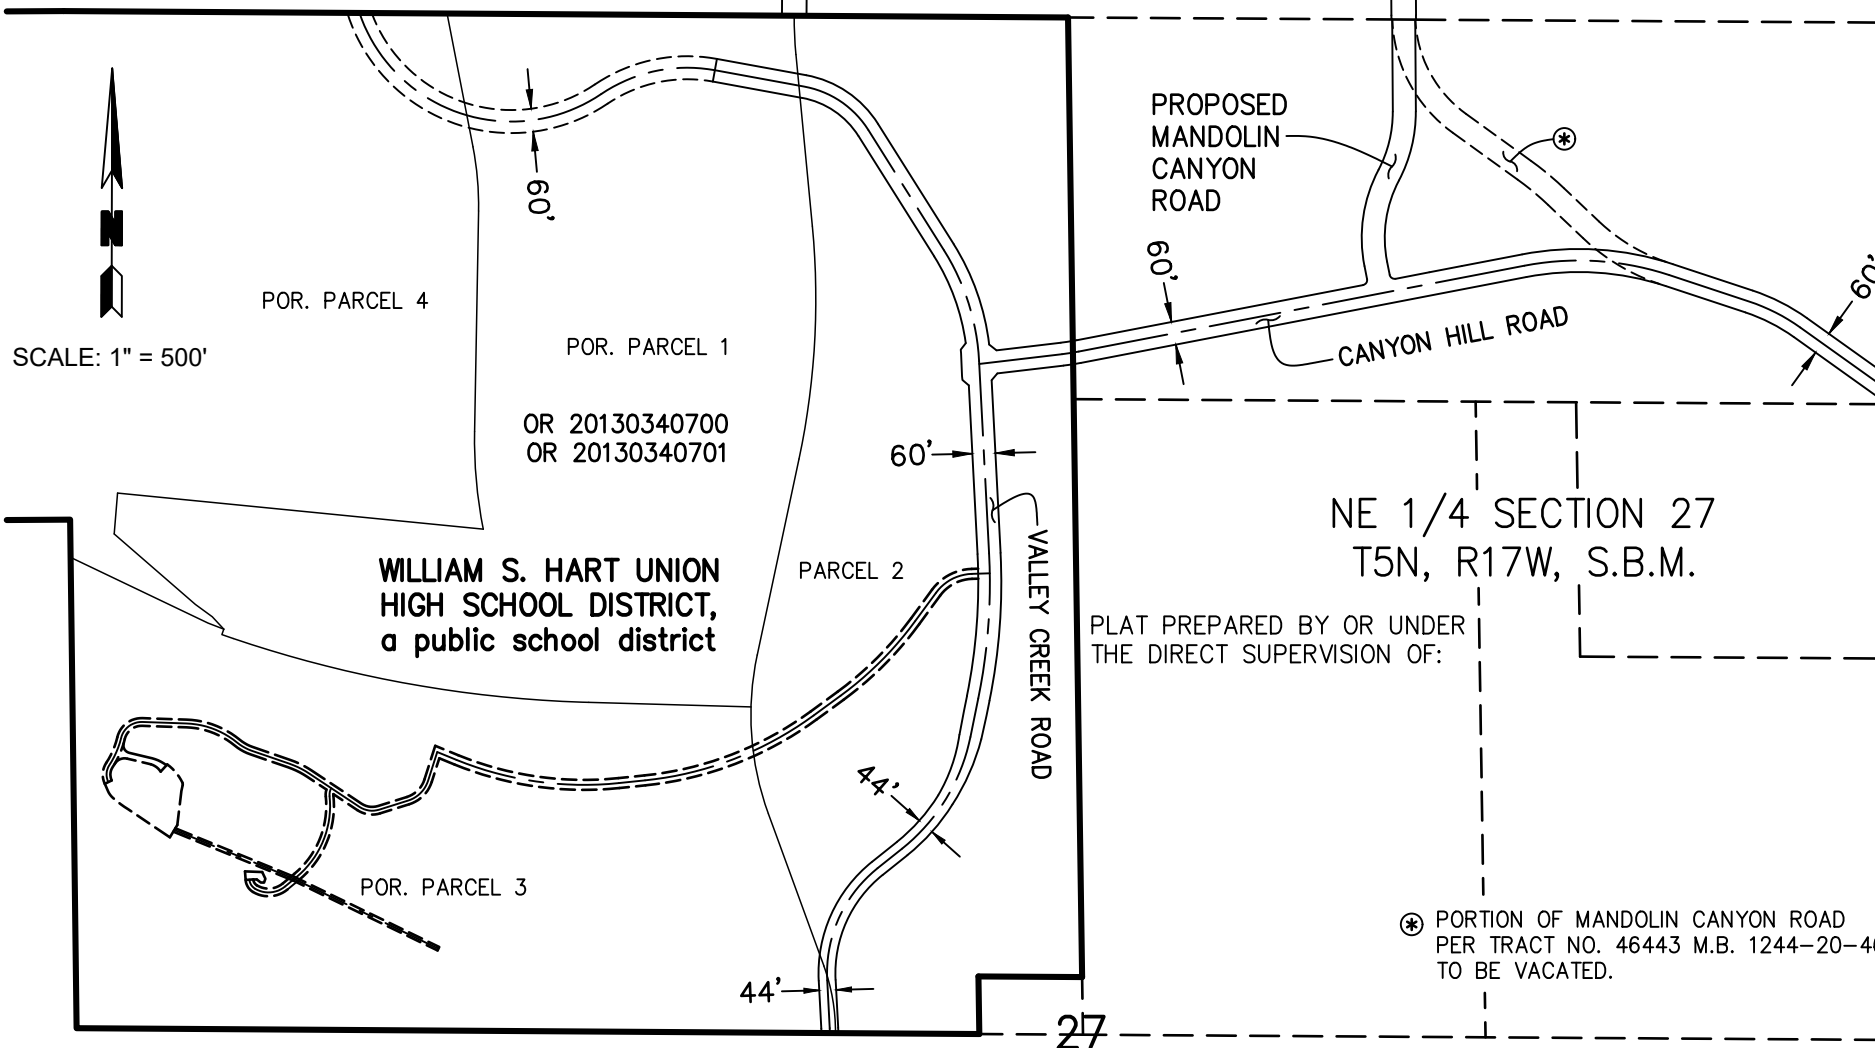 N
SCALE: 1" = 500'
60'
POR. PARCEL 4
POR. PARCEL 1
OR 20130340700
OR 20130340701
WILLIAM S. HART UNION
HIGH SCHOOL DISTRICT,
a public school district
PARCEL 2
60'
VALLEY CREEK ROAD
44'
POR. PARCEL 3
44'
PROPOSED
MANDOLIN
CANYON
ROAD
*
60'
CANYON HILL ROAD
60'
NE 1/4 SECTION 27
T5N, R17W, S.B.M.
PLAT PREPARED BY OR UNDER
THE DIRECT SUPERVISION OF:
* PORTION OF MANDOLIN CANYON ROAD
PER TRACT NO. 46443 M.B. 1244-20-
TO BE VACATED.
27